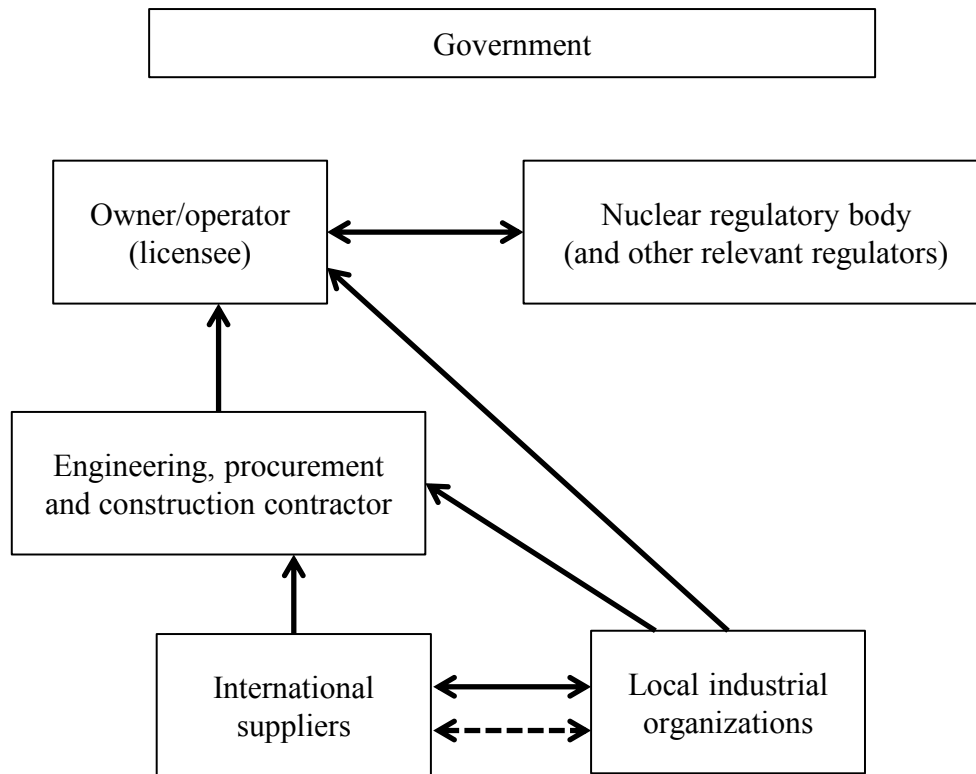 Government
Owner/operator
(licensee)
Nuclear regulatory body
(and other relevant regulators)
Engineering, procurement
and construction contractor
International
suppliers
Local industrial
organizations